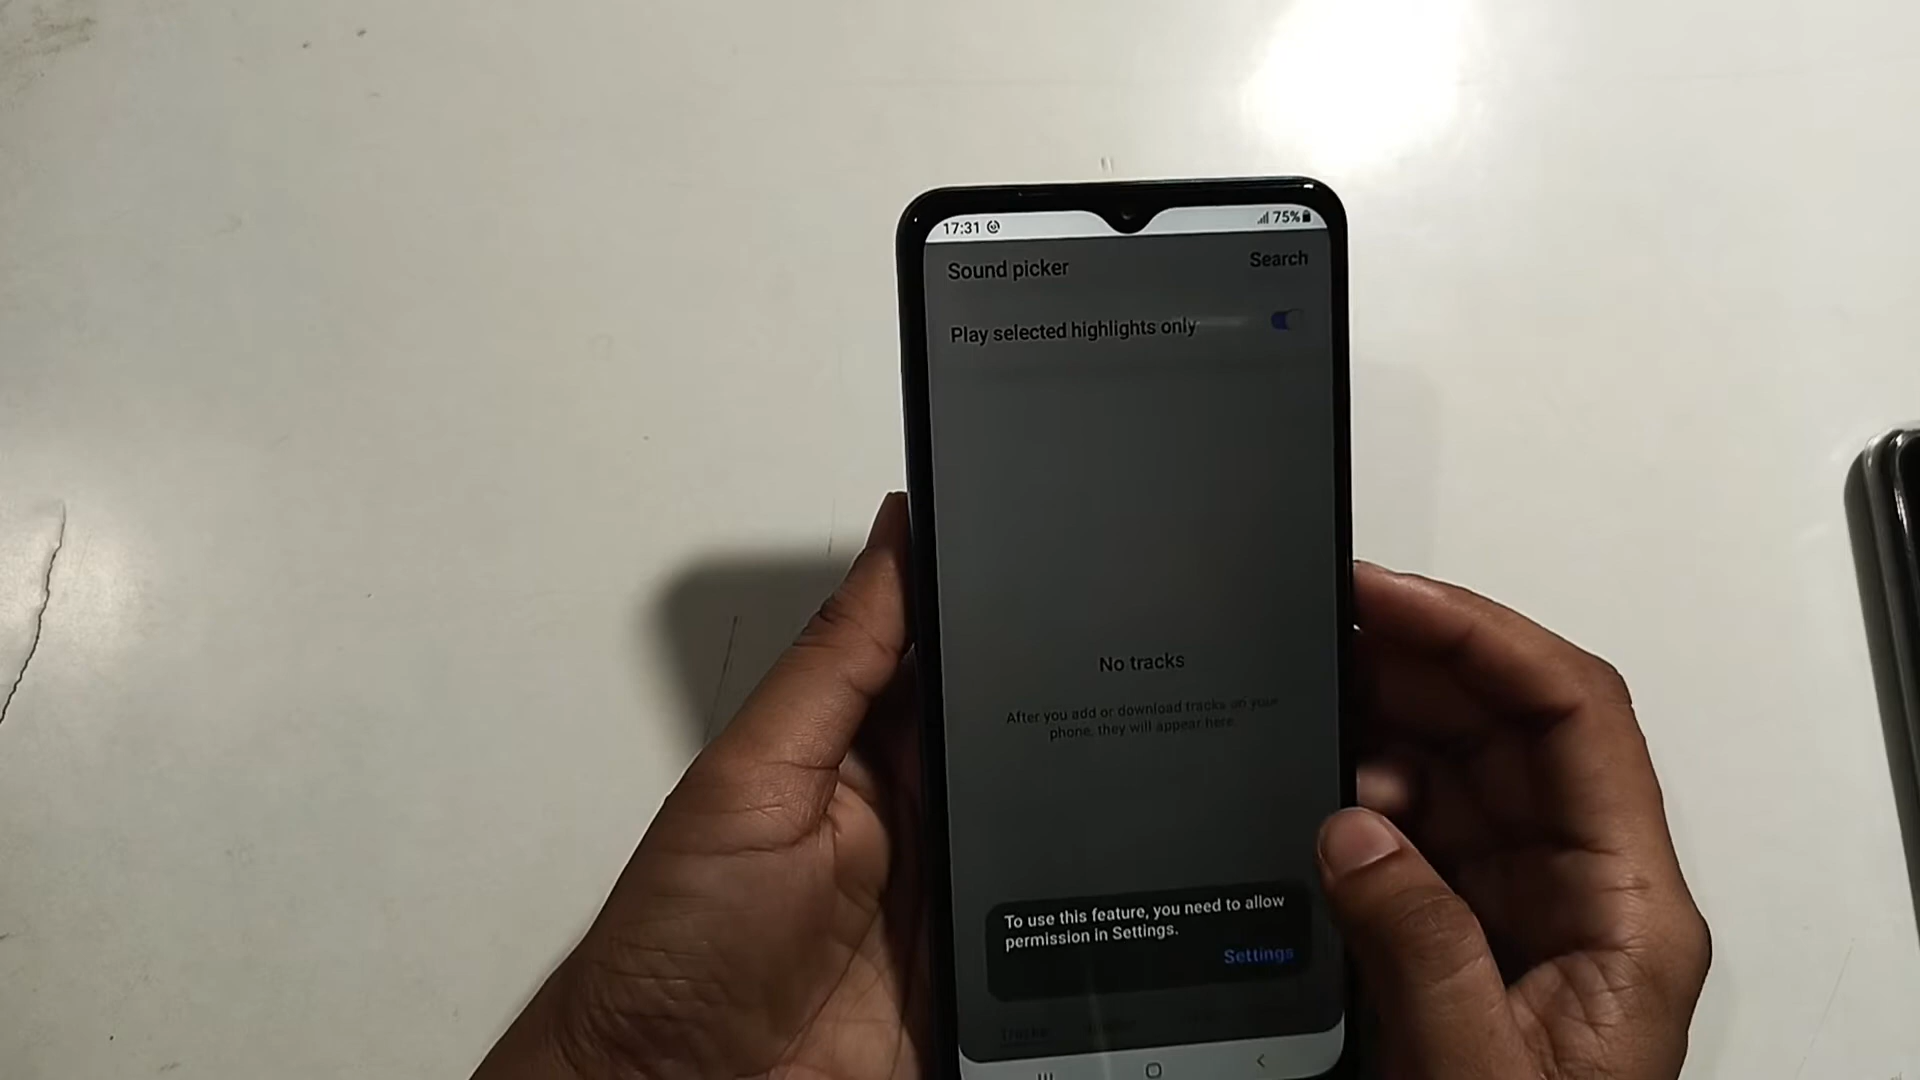 17:31
75%
Sound picker
Search
Play selected highlights only
No tracks
After you add or download tracks on your
phone, they will appear here
To use this feature, you need to allow
permission in Settings.
Settings
Tracks